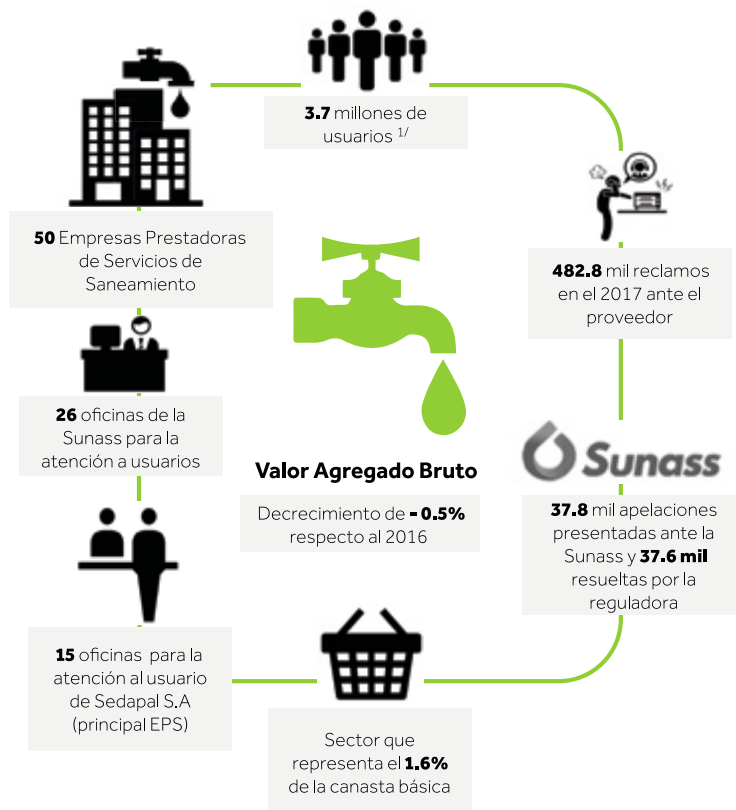 3.7 millones de
usuarios 1/
50 Empresas Prestadoras
de Servicios de
Saneamiento
482.8 mil reclamos
en el 2017 ante el
proveedor
26 oficinas de la
Sunass para la
atención a usuarios
Sunass
Valor Agregado Bruto
Decrecimiento de - 0.5%
respecto al 2016
37.8 mil apelaciones
presentadas ante la
Sunass y 37.6 mil
resueltas por la
reguladora
15 oficinas para la
atención al usuario
de Sedapal S.A
(principal EPS)
Sector que
representa el 1.6%
de la canasta básica